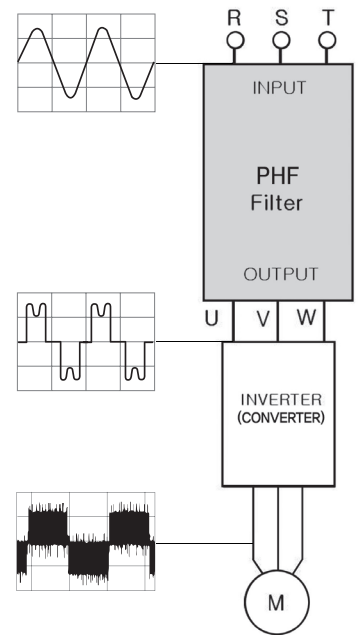 R S T
INPUT
PHF
Filter
OUTPUT
U V W
INVERTER
(CONVERTER)
M